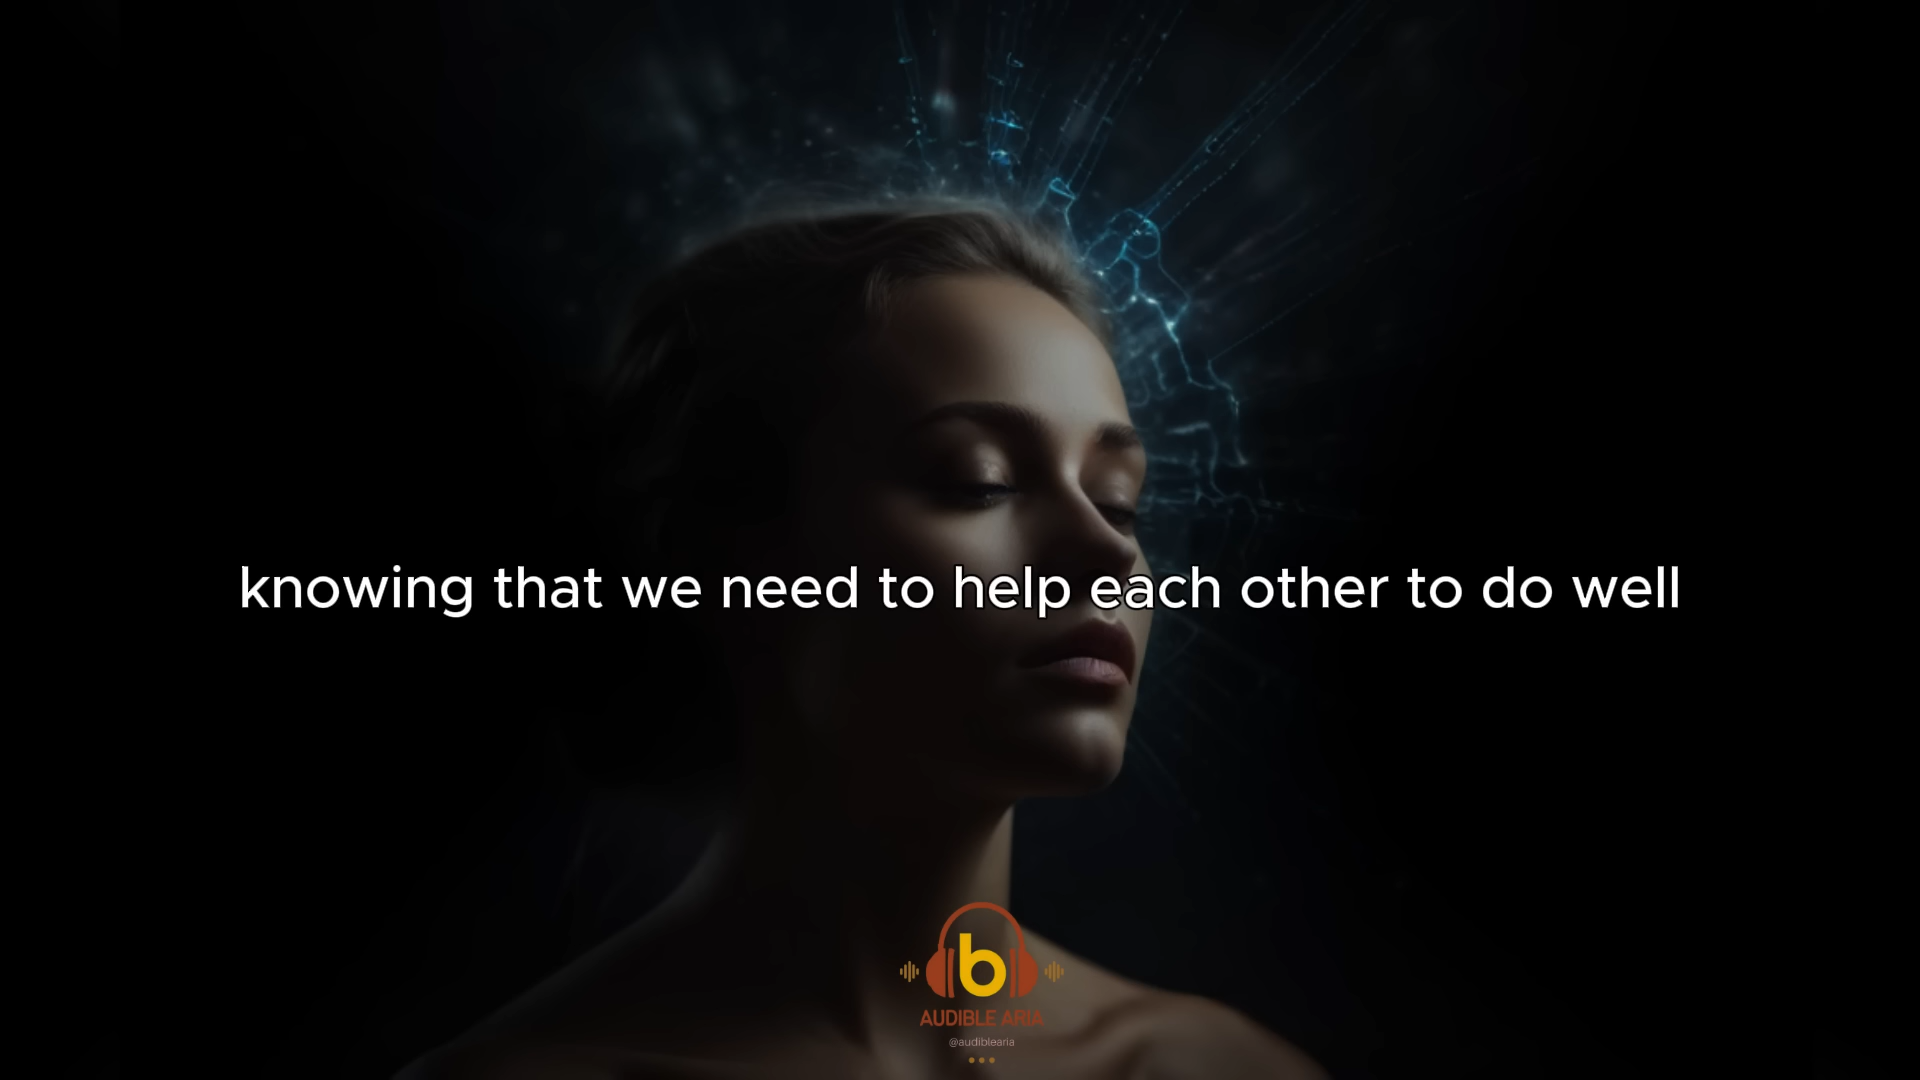 knowing that we need to help each other to do well
b
AUDIBLE ARIA
@audiblearia